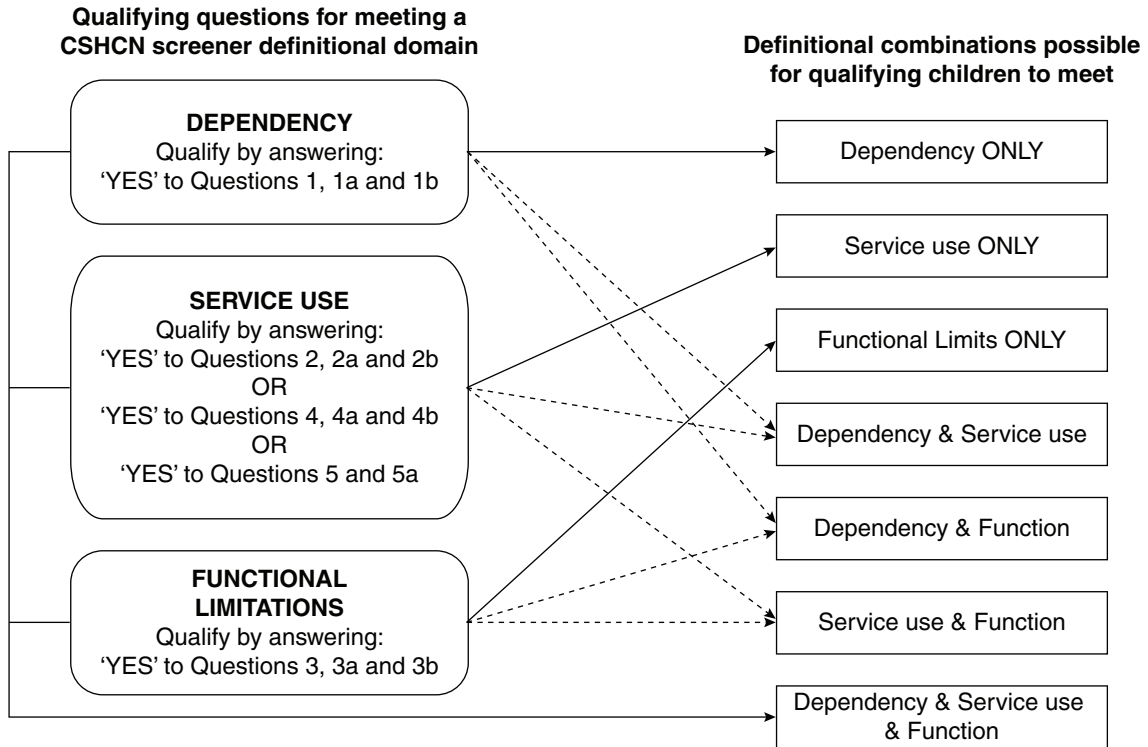 Qualifying questions for meeting a
CSHCN screener definitional domain
DEPENDENCY
Qualify by answering:
‘YES’ to Questions 1, 1a and 1b
SERVICE USE
Qualify by answering:
‘YES’ to Questions 2, 2a and 2b
OR
‘YES’ to Questions 4, 4a and 4b
OR
‘YES’ to Questions 5 and 5a
FUNCTIONAL
LIMITATIONS
Qualify by answering:
‘YES’ to Questions 3, 3a and 3b
Definitional combinations possible
for qualifying children to meet
Dependency ONLY
Service use ONLY
Functional Limits ONLY
Dependency & Service use
Dependency & Function
Service use & Function
Dependency & Service use
& Function